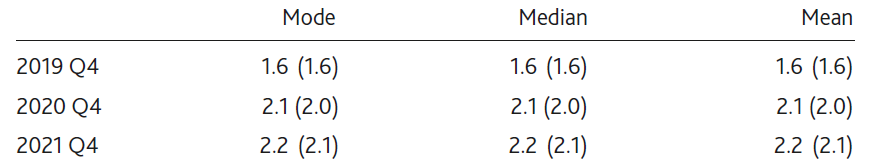 Mode Median Mean
2019 Q4 1.6 (1.6) 1.6 (1.6) 1.6 (1.6)
2020 Q4 2.1 (2.0) 2.1 (2.0) 2.1 (2.0)
2021 Q4 2.2 (2.1) 2.2 (2.1) 2.2 (2.1)